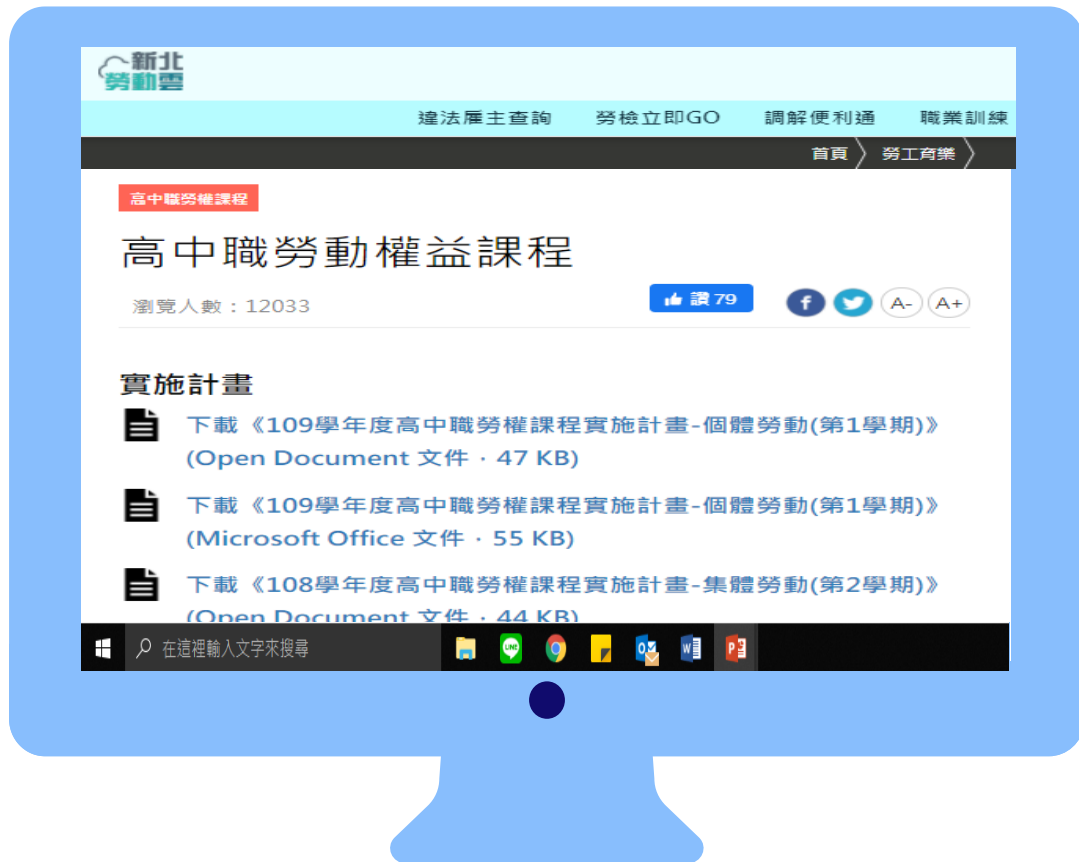 新北
勞動雲
違法雇主查詢 勞檢立即GO 調解便利通 職業訓練
首頁 勞工育樂
高中職勞權課程
高中職勞動權益課程
瀏覽人數：12033
讚 79
A- A+
實施計畫
下載《109學年度高中職勞權課程實施計畫-個體勞動(第1學期)》
(Open Document 文件・47 KB)
下載《109學年度高中職勞權課程實施計畫-個體勞動(第1學期)》
(Microsoft Office 文件・55 KB)
下載《108學年度高中職勞權課程實施計畫-集體勞動(第2學期)》
(Open Document 文件・44 KB)
在這裡輸入文字來搜尋